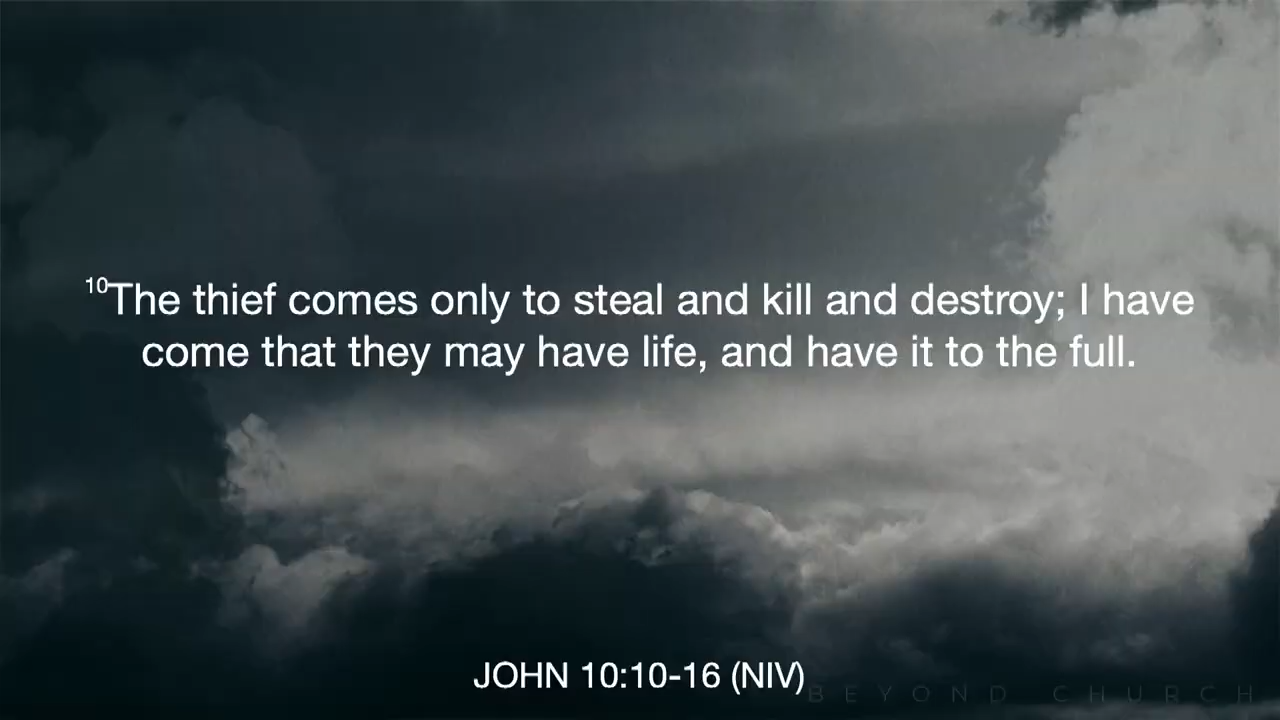 10The thief comes only to steal and kill and destroy; I have
come that they may have life, and have it to the full.
JOHN 10:10-16 (NIV)
BEYOND CHURCH